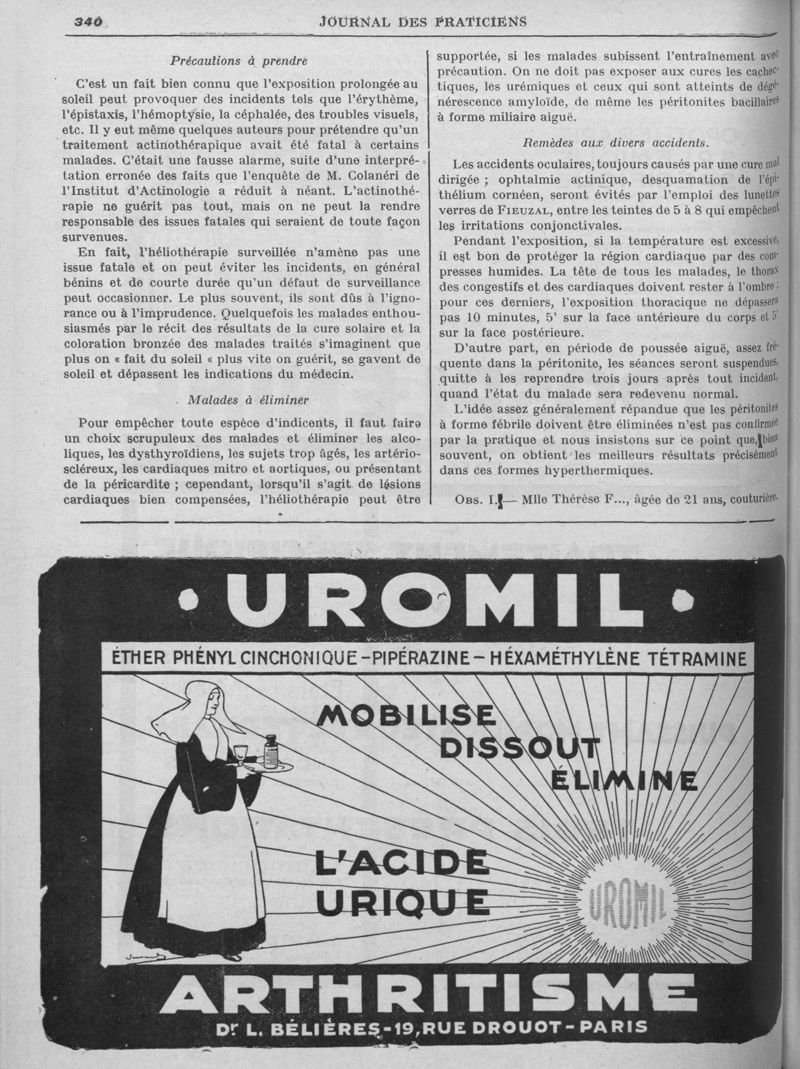 340
JOURNAL DES PRATICIENS
Précautions à prendre
C'est un fait bien connu que l'exposition prolongée au
soleil peut provoquer des incidents tels que l'érythème,
l'épistaxis, l'hémoptysie, la céphalée, des troubles visuels,
etc. Il y eut même quelques auteurs pour prétendre qu'un
traitement actinothérapique avait été fatal à certains
malades. C'était une fausse alarme, suite d'une interpré-
tation erronée des faits que l'enquête de M. Colanéri de
l'Institut d'Actinologie a réduit à néant. L'actinothé-
rapie ne guérit pas tout, mais on ne peut la rendre
responsable des issues fatales qui seraient de toute façon
survenues.
En fait, l'héliothérapie surveillée n'amène pas une
issue fatale et on peut éviter les incidents, en général
bénins et de courte durée qu'un défaut de surveillance
peut occasionner. Le plus souvent, ils sont dûs à l'igno-
rance ou à l'imprudence. Quelquefois les malades enthou-
siasmés par le récit des résultats de la cure solaire et la
coloration bronzée des malades traités s'imaginent que
plus on « fait du soleil « plus vite on guérit, se gavent de
soleil et dépassent les indications du médecin.
Malades à éliminer
Pour empêcher toute espèce d'indicents, il faut faire
un choix scrupuleux des malades et éliminer les alco-
liques, les dysthyroïdiens, les sujets trop âgés, les artério-
scléreux, les cardiaques mitro et aortiques, ou présentant
de la péricardite ; cependant, lorsqu'il s'agit de lésions
cardiaques bien compensées, l'héliothérapie peut être
supportée, si les malades subissent l'entraînement avec
précaution. On ne doit pas exposer aux cures les cachec-
tiques, les urémiques et ceux qui sont atteints de dégé-
nérescence amyloïde, de même les péritonites bacillaires
à forme miliaire aiguë.
Remèdes aux divers accidents.
Les accidents oculaires, toujours causés par une cure mal
dirigée ; ophtalmie actinique, desquamation de l'épi-
thélium cornéen, seront évités par l'emploi des lunettes
verres de FIEUZAL, entre les teintes de 5 à 8 qui empêchent
les irritations conjonctivales.
Pendant l'exposition, si la température est excessive,
il est bon de protéger la région cardiaque par des com-
presses humides. La tête de tous les malades, le thorax
des congestifs et des cardiaques doivent rester à l'ombre ;
pour ces derniers, l'exposition thoracique ne dépassera
pas 10 minutes, 5' sur la face antérieure du corps et 5'
sur la face postérieure.
D'autre part, en période de poussée aiguë, assez fré-
quente dans la péritonite, les séances seront suspendues,
quitte à les reprendre trois jours après tout incident,
quand l'état du malade sera redevenu normal.
L'idée assez généralement répandue que les péritonites
à forme fébrile doivent être éliminées n'est pas confirmée
par la pratique et nous insistons sur ce point que, bien
souvent, on obtient les meilleurs résultats précisément
dans ces formes hyperthermiques.
OBS. I. — Mlle Thérèse F..., âgée de 21 ans, couturière.
· UROMIL ·
ÉTHER PHÉNYL CINCHONIQUE - PIPÉRAZINE - HÉXAMÉTHYLÈNE TÉTRAMINE
MOBILISE
DISSOUT
ÉLIMINE
L'ACIDE
URIQUE
UROMIL
ARTHRITISME
Dr L. BÉLIÈRES - 19, RUE DROUOT - PARIS